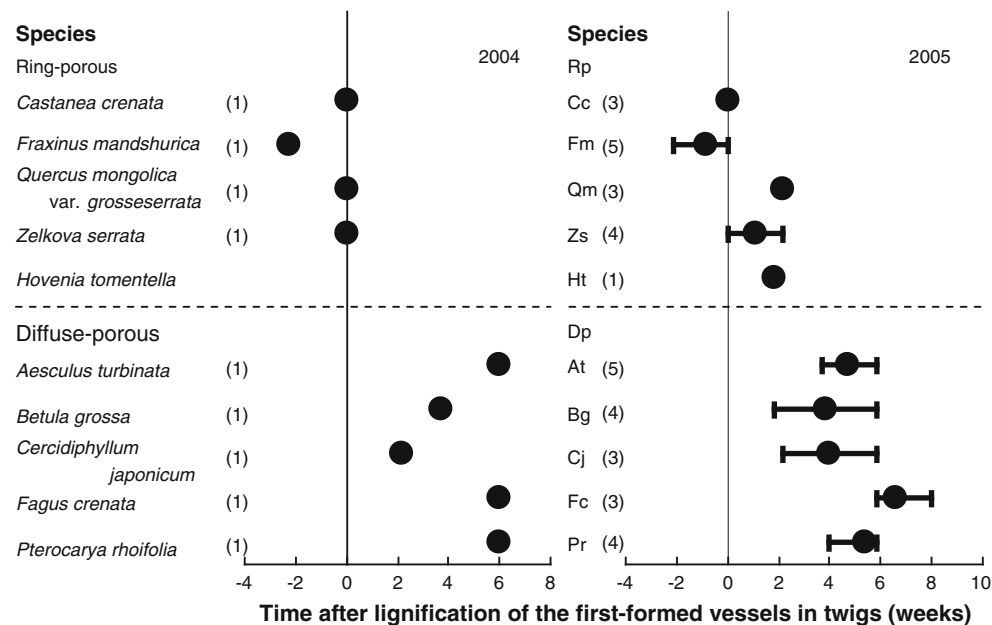 Species
2004
Ring-porous
Castanea crenata (1)
Fraxinus mandshurica (1)
Quercus mongolica
var. grosseserrata (1)
Zelkova serrata (1)
Hovenia tomentella
Diffuse-porous
Aesculus turbinata (1)
Betula grossa (1)
Cercidiphyllum
japonicum (1)
Fagus crenata (1)
Pterocarya rhoifolia (1)
-4 -2 0 2 4 6 8
Species
2005
Rp
Cc (3)
Fm (5)
Qm (3)
Zs (4)
Ht (1)
Dp
At (5)
Bg (4)
Cj (3)
Fc (3)
Pr (4)
-4 -2 0 2 4 6 8 10
Time after lignification of the first-formed vessels in twigs (weeks)